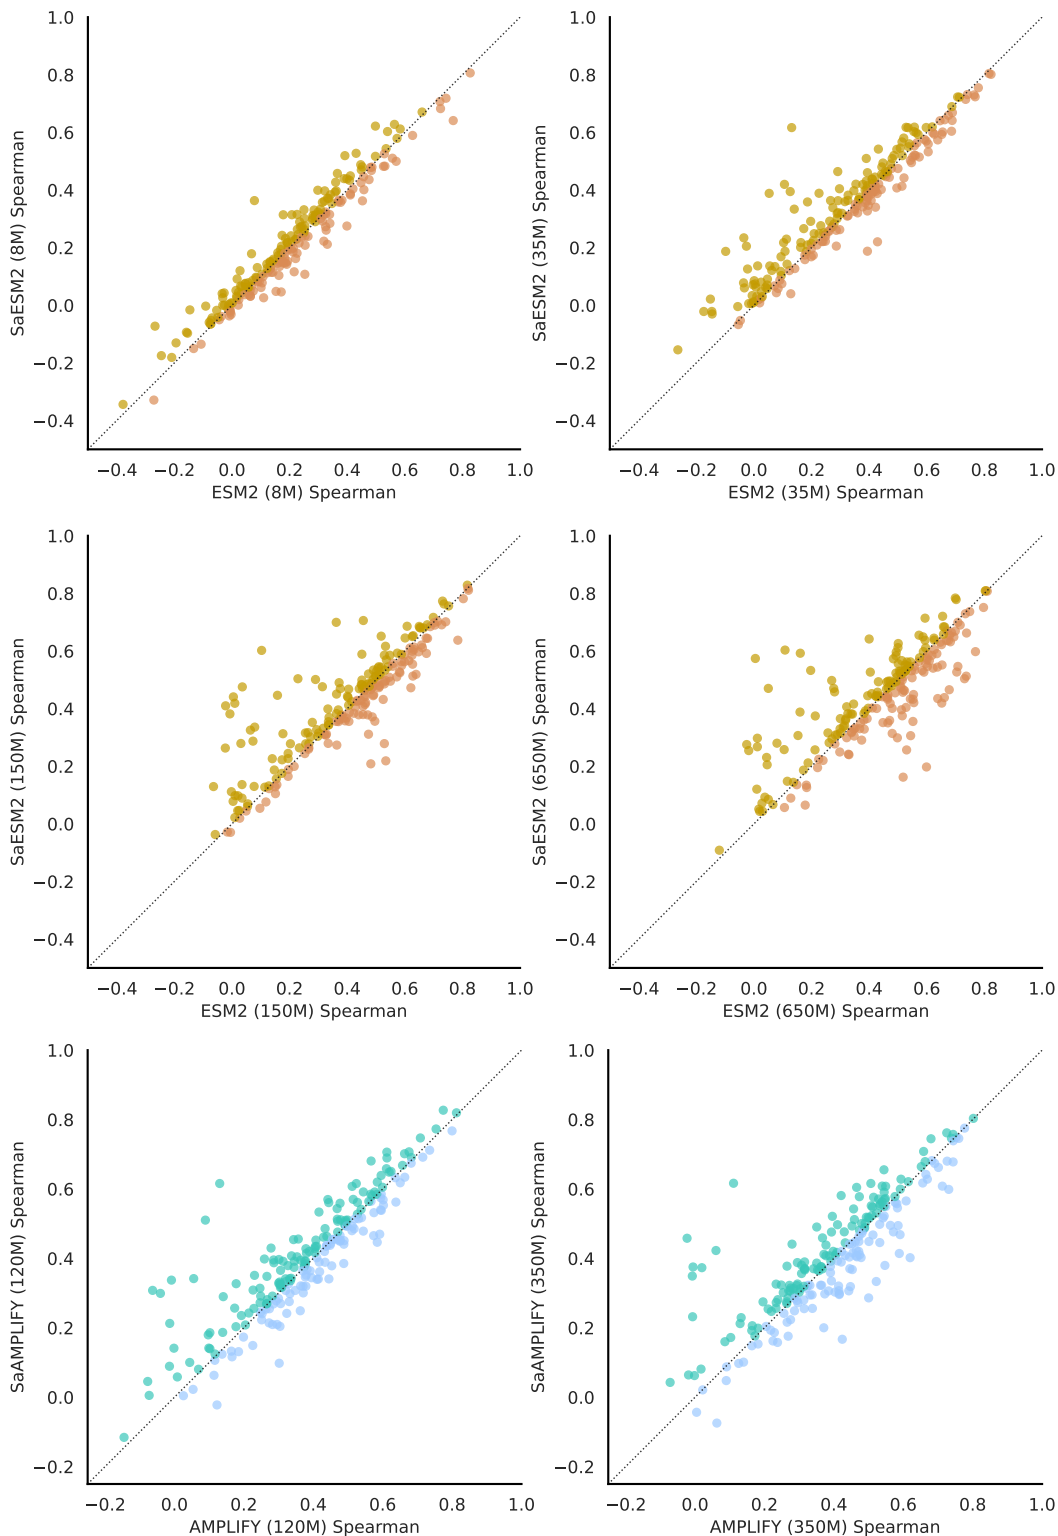 1.0
0.8
0.6
0.4
0.2
0.0
−0.2
−0.4
SaESM2 (8M) Spearman
−0.4 −0.2 0.0 0.2 0.4 0.6 0.8 1.0
ESM2 (8M) Spearman
1.0
0.8
0.6
0.4
0.2
0.0
−0.2
−0.4
SaESM2 (35M) Spearman
−0.4 −0.2 0.0 0.2 0.4 0.6 0.8 1.0
ESM2 (35M) Spearman
1.0
0.8
0.6
0.4
0.2
0.0
−0.2
−0.4
SaESM2 (150M) Spearman
−0.4 −0.2 0.0 0.2 0.4 0.6 0.8 1.0
ESM2 (150M) Spearman
1.0
0.8
0.6
0.4
0.2
0.0
−0.2
−0.4
SaESM2 (650M) Spearman
−0.4 −0.2 0.0 0.2 0.4 0.6 0.8 1.0
ESM2 (650M) Spearman
1.0
0.8
0.6
0.4
0.2
0.0
−0.2
SaAMPLIFY (120M) Spearman
−0.2 0.0 0.2 0.4 0.6 0.8 1.0
AMPLIFY (120M) Spearman
1.0
0.8
0.6
0.4
0.2
0.0
−0.2
SaAMPLIFY (350M) Spearman
−0.2 0.0 0.2 0.4 0.6 0.8 1.0
AMPLIFY (350M) Spearman